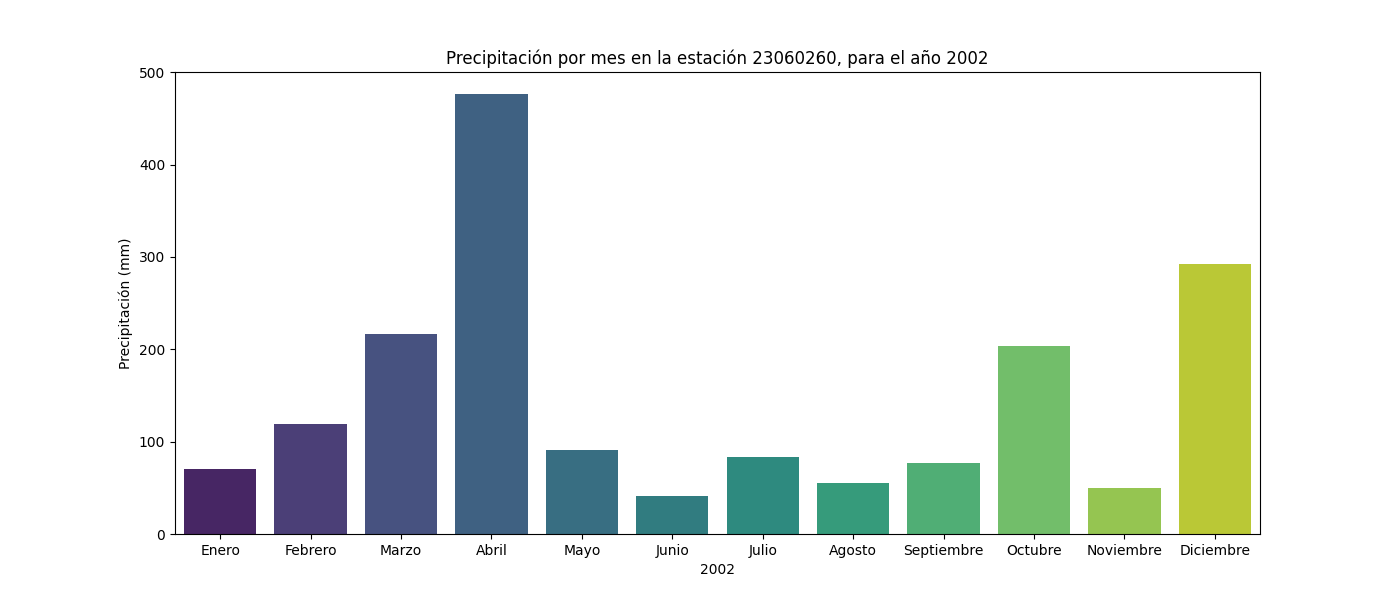 Precipitación por mes en la estación 23060260, para el año 2002
Precipitación (mm)
500
400
300
200
100
0
Enero Febrero Marzo Abril Mayo Junio Julio Agosto Septiembre Octubre Noviembre Diciembre
2002